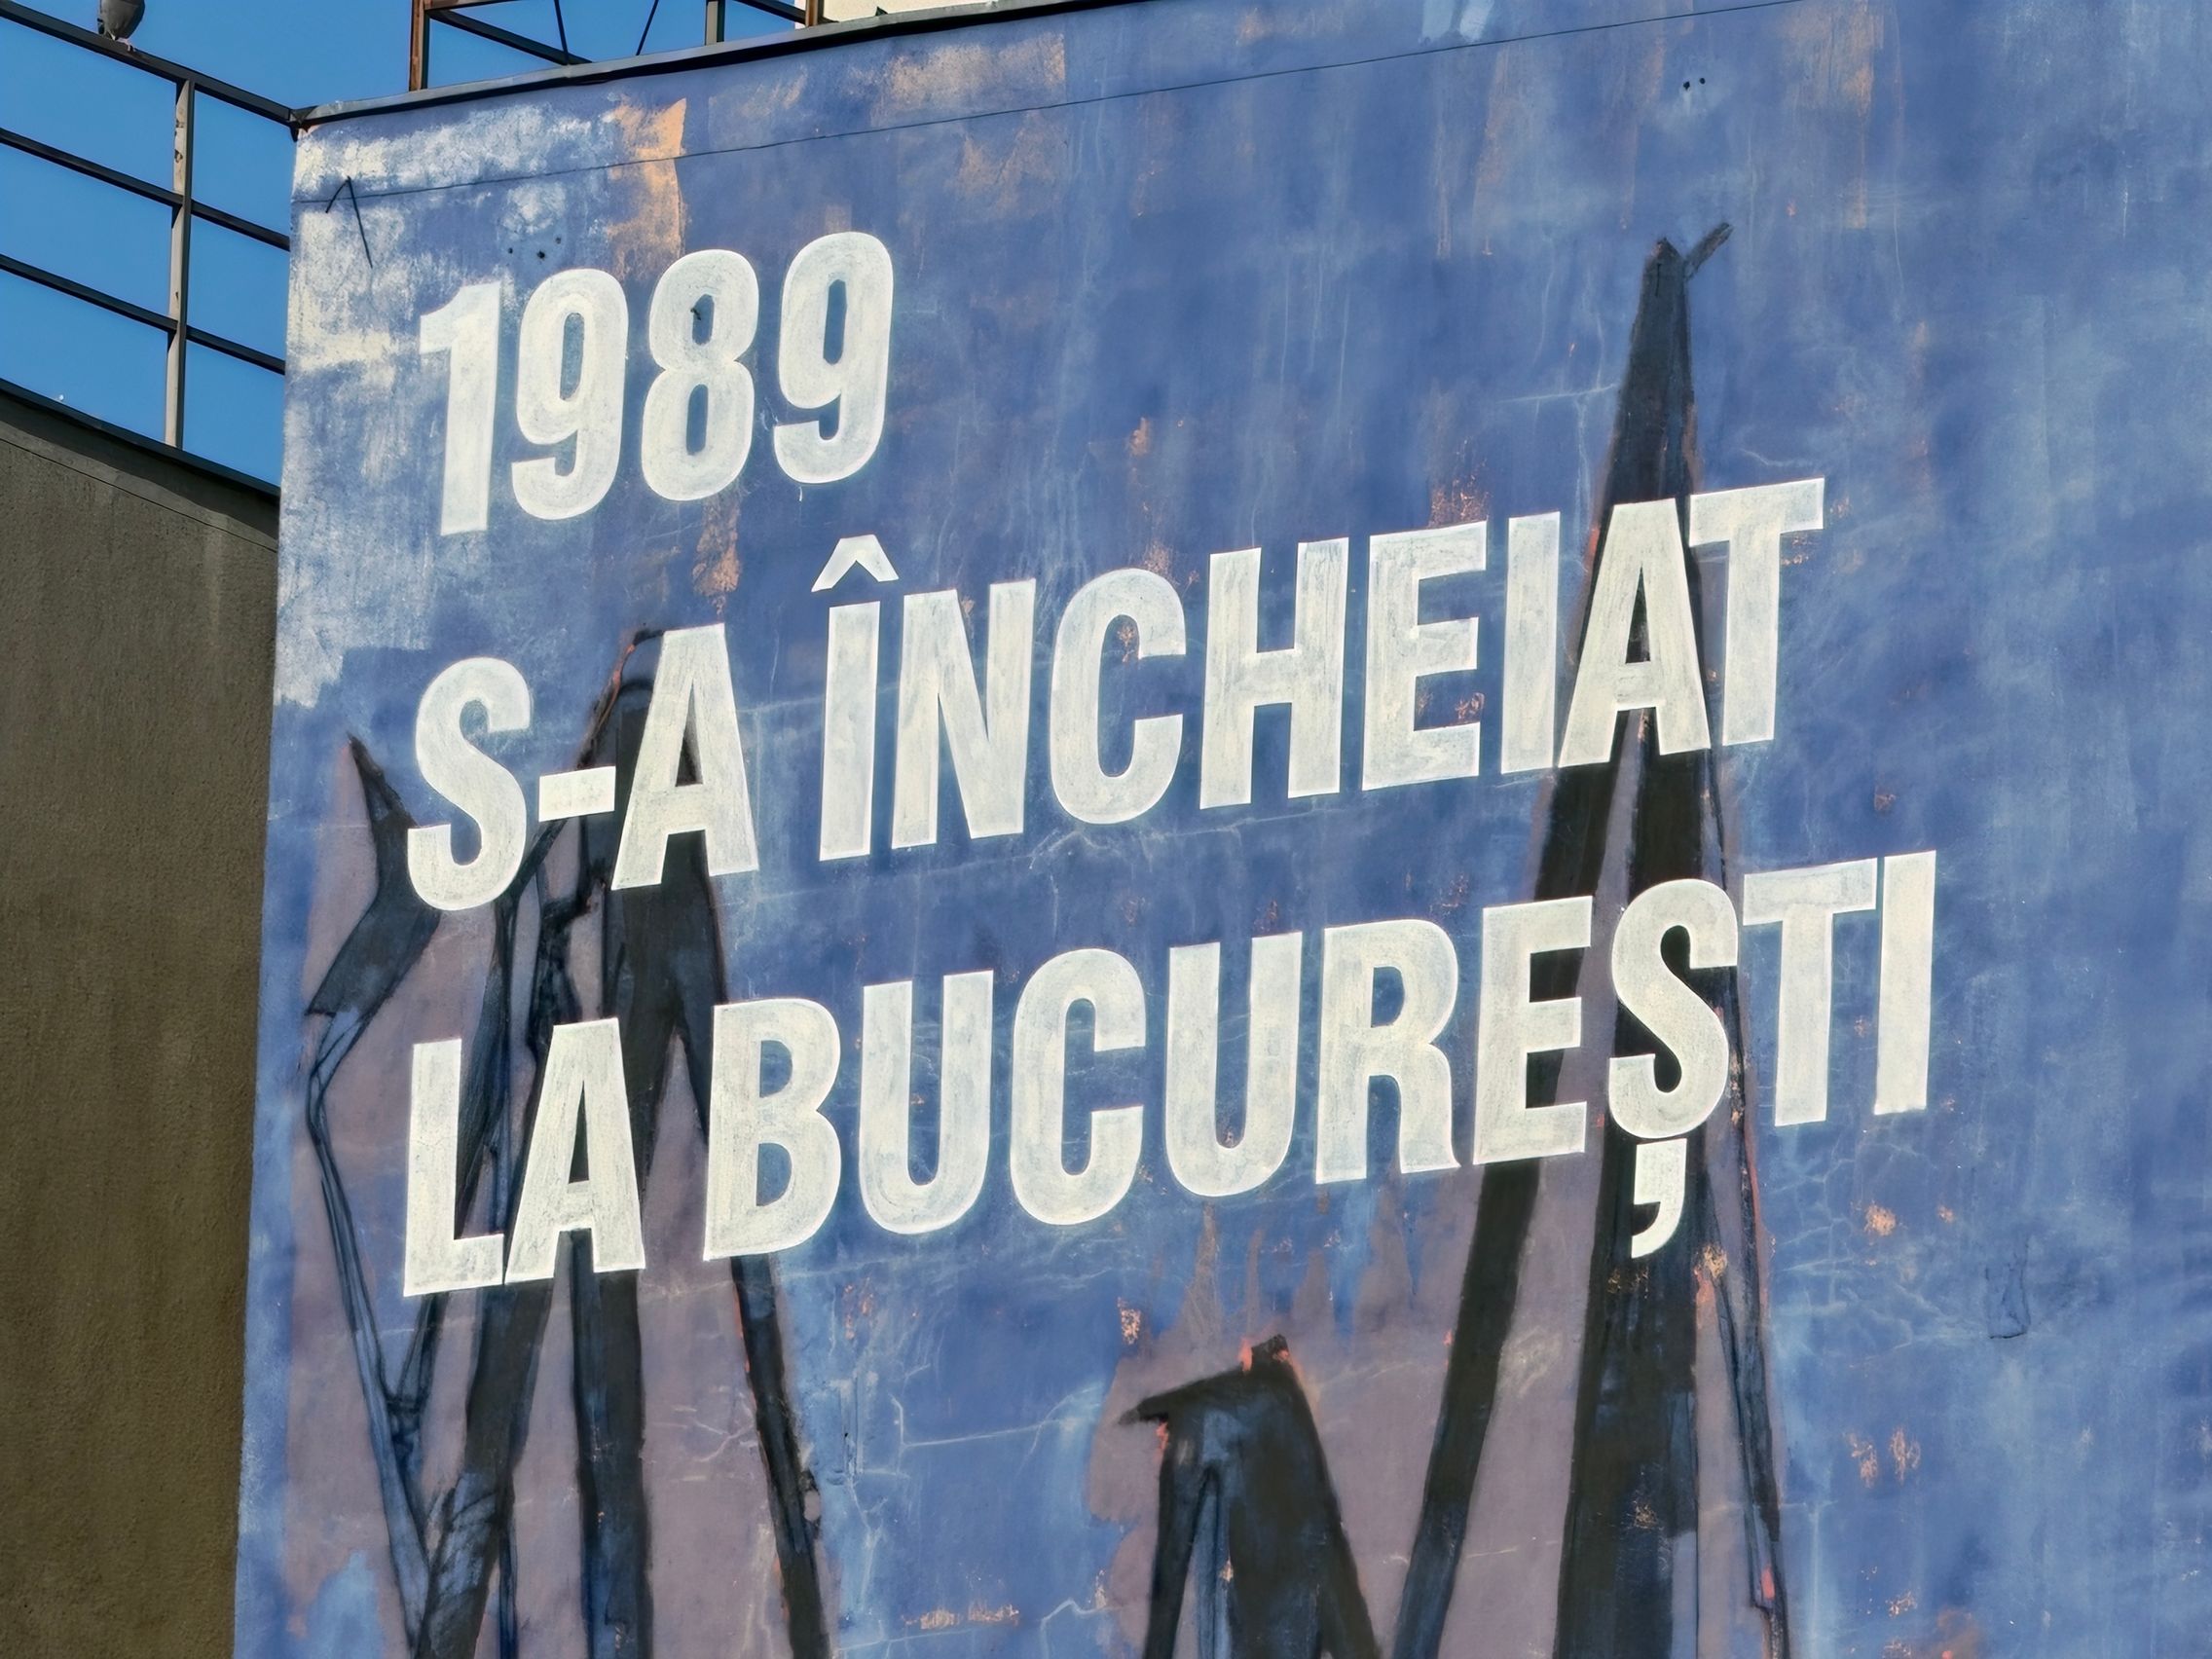 1989
S-A ÎNCHEIAT
LA BUCUREȘTI